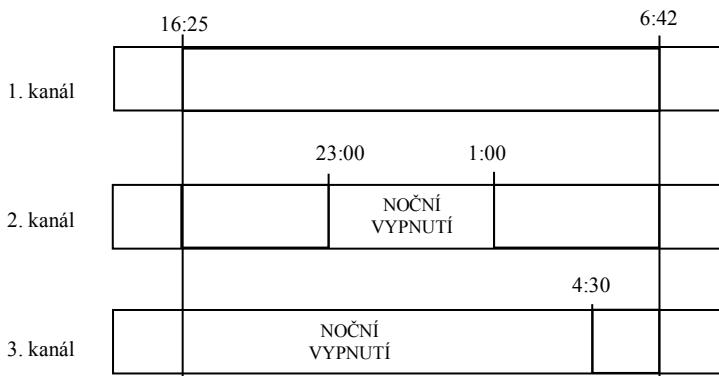 16:25
6:42
1. kanál
23:00
1:00
2. kanál
NOČNÍ
VYPNUTÍ
4:30
3. kanál
NOČNÍ
VYPNUTÍ